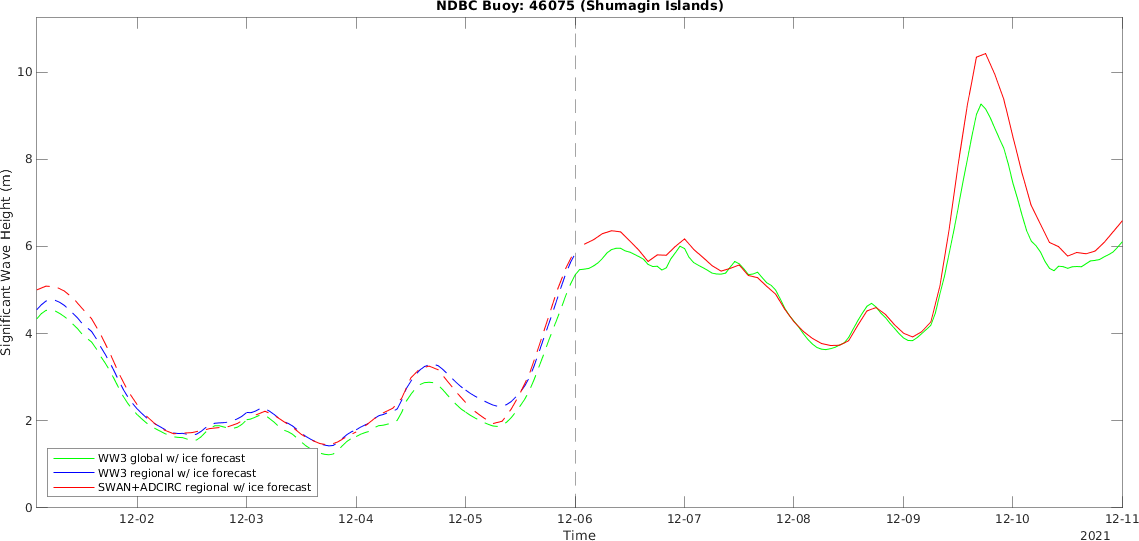 NDBC Buoy: 46075 (Shumagin Islands)
Significant Wave Height (m)
10
8
6
4
2
0
WW3 global w/ ice forecast
WW3 regional w/ ice forecast
SWAN+ADCIRC regional w/ ice forecast
12-02 12-03 12-04 12-05 12-06 12-07 12-08 12-09 12-10 12-11
Time
2021